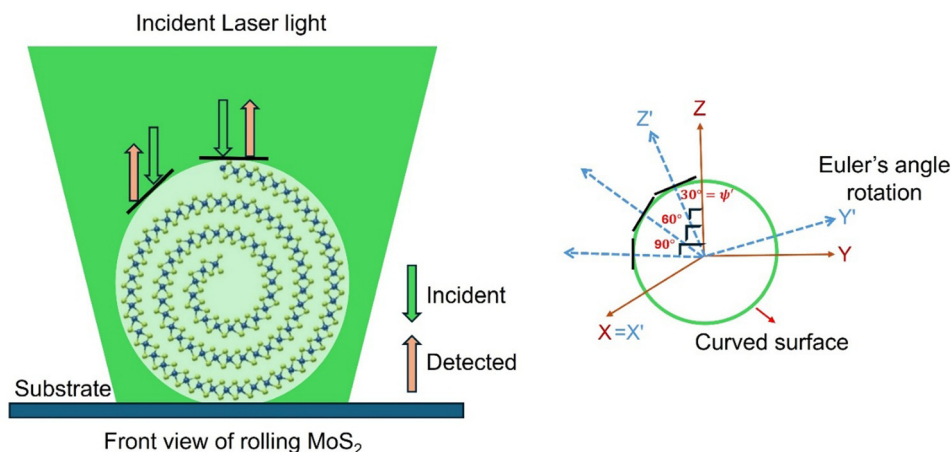 Incident Laser light
Incident
Detected
Substrate
Front view of rolling MoS₂
Z
Z'
30° = ψ'
60°
90°
Euler's angle
rotation
Y'
Y
X =X'
Curved surface